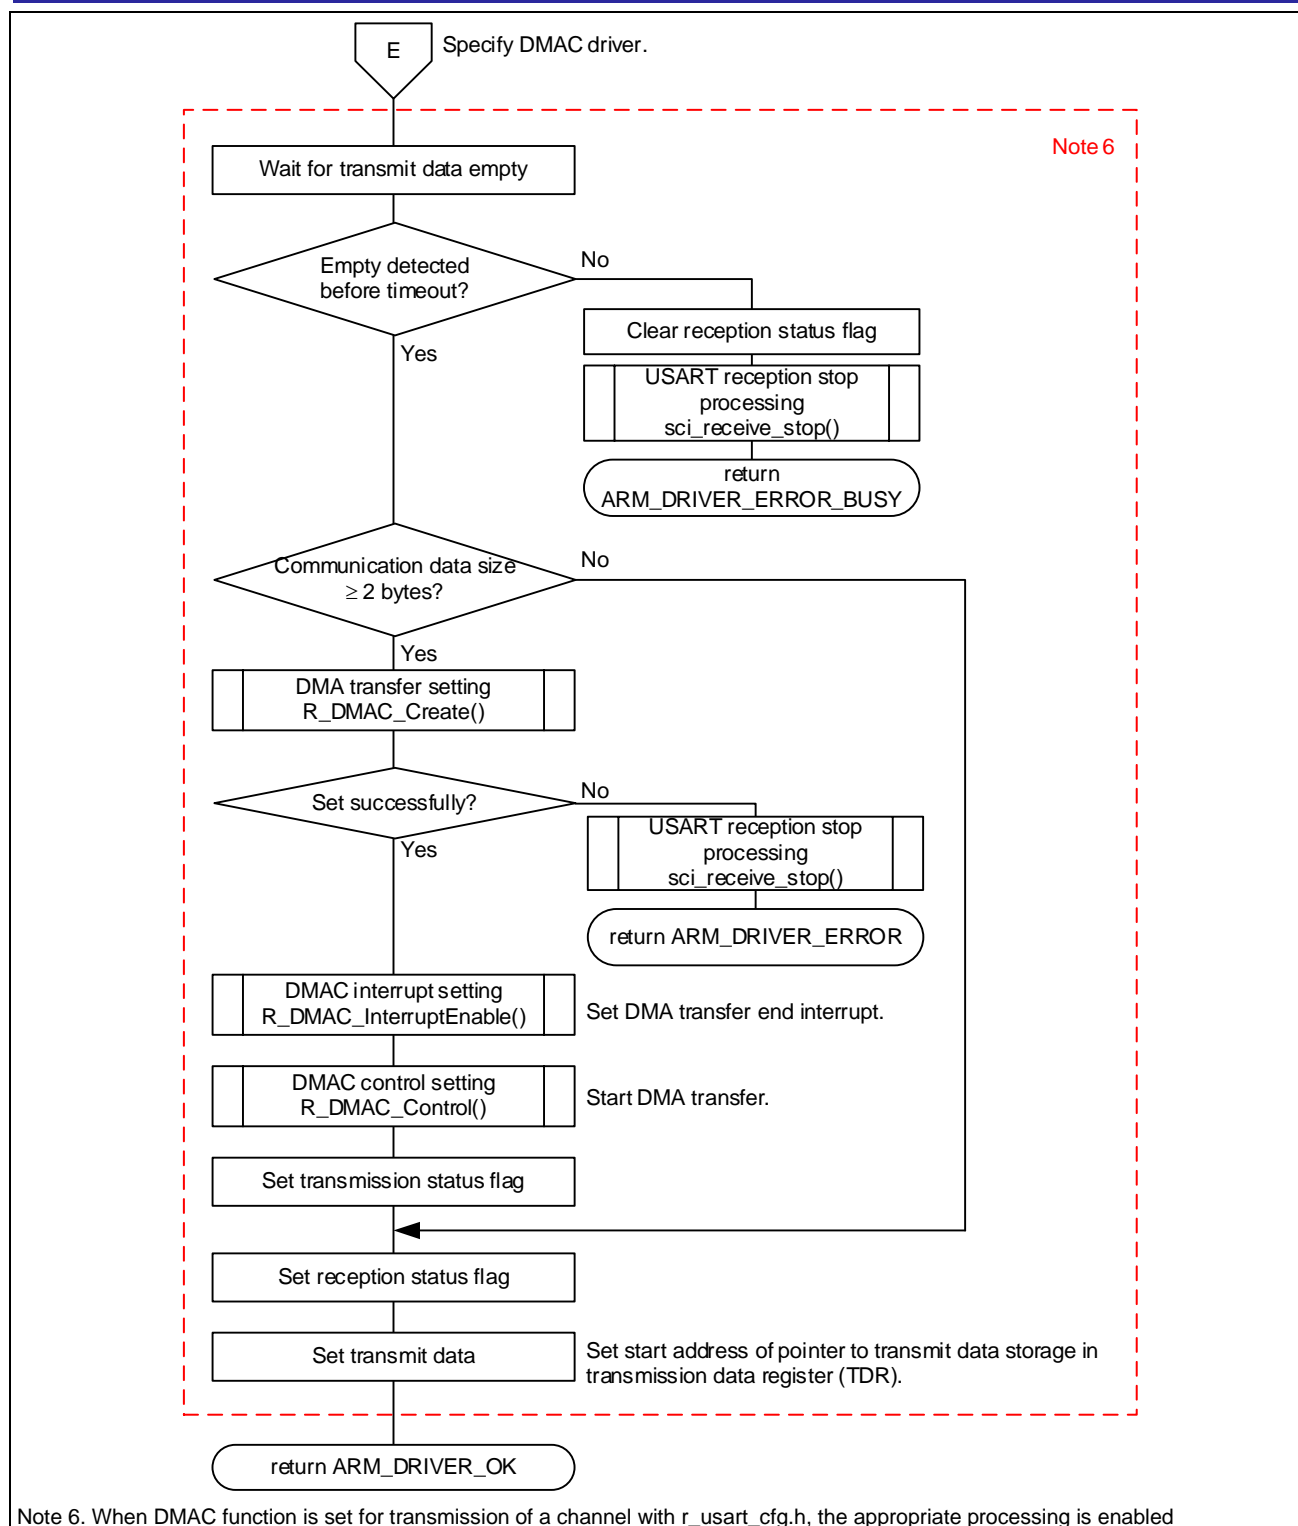 E
Specify DMAC driver.
Note 6
Wait for transmit data empty
Empty detected
before timeout?
No
Yes
Clear reception status flag
USART reception stop
processing
sci_receive_stop()
return
ARM_DRIVER_ERROR_BUSY
Communication data size
≥ 2 bytes?
No
Yes
DMA transfer setting
R_DMAC_Create()
Set successfully?
No
Yes
USART reception stop
processing
sci_receive_stop()
return ARM_DRIVER_ERROR
DMAC interrupt setting
R_DMAC_InterruptEnable()
Set DMA transfer end interrupt.
DMAC control setting
R_DMAC_Control()
Start DMA transfer.
Set transmission status flag
Set reception status flag
Set transmit data
Set start address of pointer to transmit data storage in
transmission data register (TDR).
return ARM_DRIVER_OK
Note 6. When DMAC function is set for transmission of a channel with r_usart_cfg.h, the appropriate processing is enabled